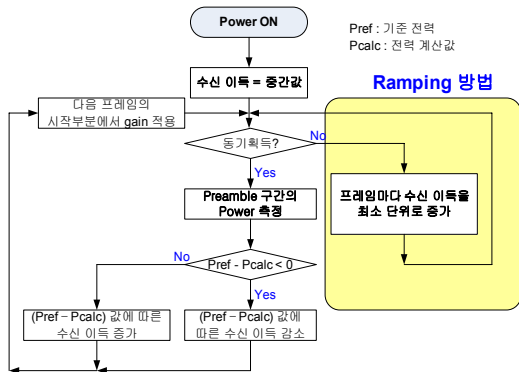 Power ON
Pref : 기준 전력
Pcalc : 전력 계산값
수신 이득 = 중간값
Ramping 방법
다음 프레임의
시작부분에서 gain 적용
동기획득?
No
Yes
Preamble 구간의
Power 측정
프레임마다 수신 이득을
최소 단위로 증가
No
Pref - Pcalc < 0
Yes
(Pref – Pcalc) 값에 따른
수신 이득 증가
(Pref – Pcalc) 값에
따른 수신 이득 감소